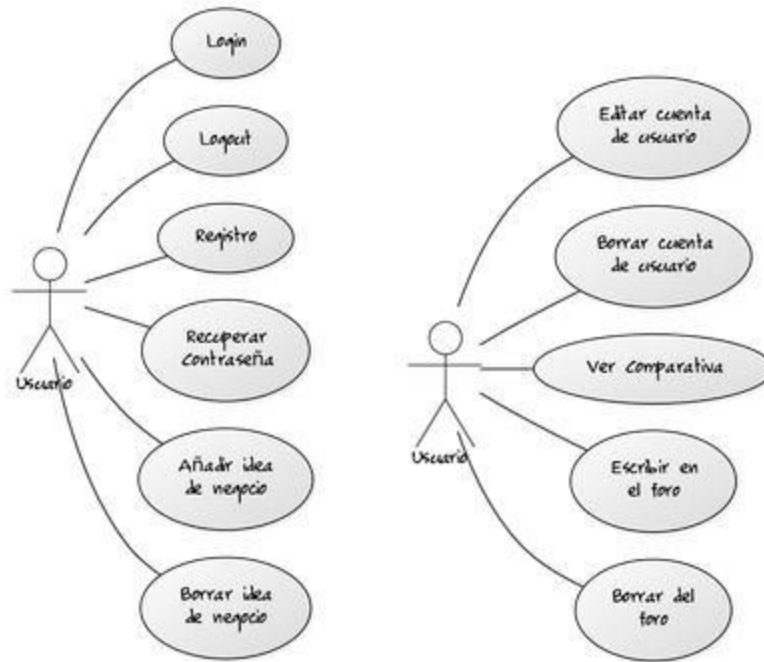 Login
Logout
Registro
Recuperar
Contraseña
Usuario
Añadir idea
de negocio
Borrar idea
de negocio
Editar cuenta
de usuario
Borrar cuenta
de usuario
Ver Comparativa
Usuario
Escribir en
el foro
Borrar del
foro